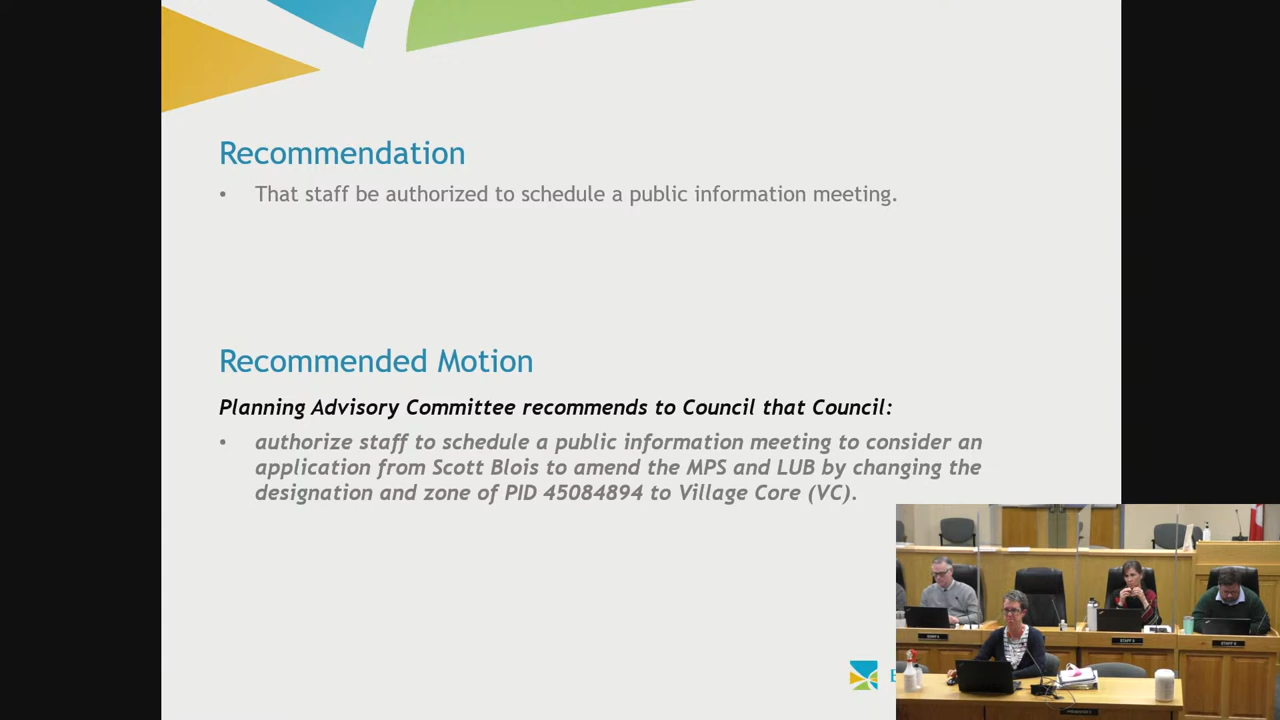 Recommendation
• That staff be authorized to schedule a public information meeting.
Recommended Motion
Planning Advisory Committee recommends to Council that Council:
• authorize staff to schedule a public information meeting to consider an
application from Scott Blois to amend the MPS and LUB by changing the
designation and zone of PID 45084894 to Village Core (VC).